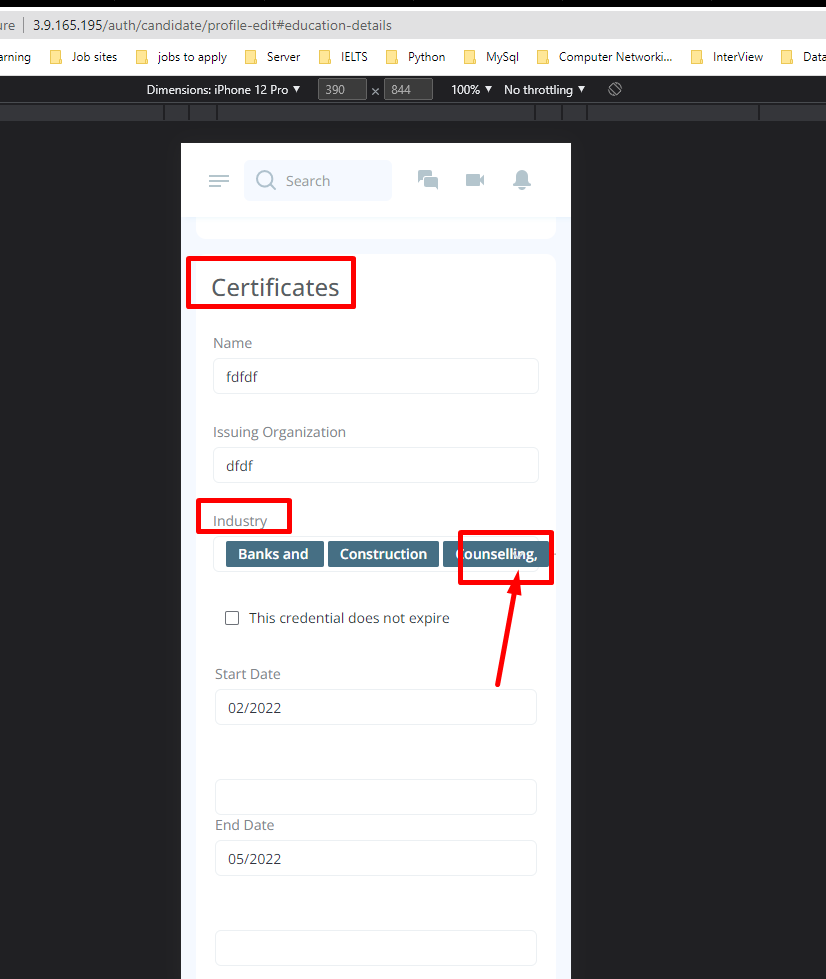 ure | 3.9.165.195/auth/candidate/profile-edit#education-details
arning Job sites jobs to apply Server IELTS Python MySql Computer Networki... InterView Data
Dimensions: iPhone 12 Pro ▼ 390 × 844 100% ▼ No throttling ▼
Search
Certificates
Name
fdfdf
Issuing Organization
dfdf
Industry
Banks and Construction Counselling,
This credential does not expire
Start Date
02/2022
End Date
05/2022